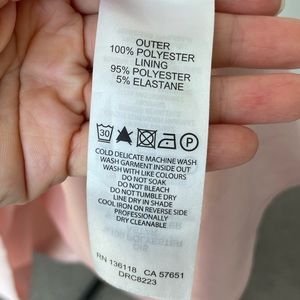 OUTER
100% POLYESTER
LINING
95% POLYESTER
5% ELASTANE
30 P
COLD DELICATE MACHINE WASH
WASH GARMENT INSIDE OUT
WASH WITH LIKE COLOURS
DO NOT SOAK
DO NOT BLEACH
DO NOT TUMBLE DRY
LINE DRY IN SHADE
COOL IRON ON REVERSE SIDE
PROFESSIONALLY
DRYCLEAN
RN 136118 CA 57651
DRC8223